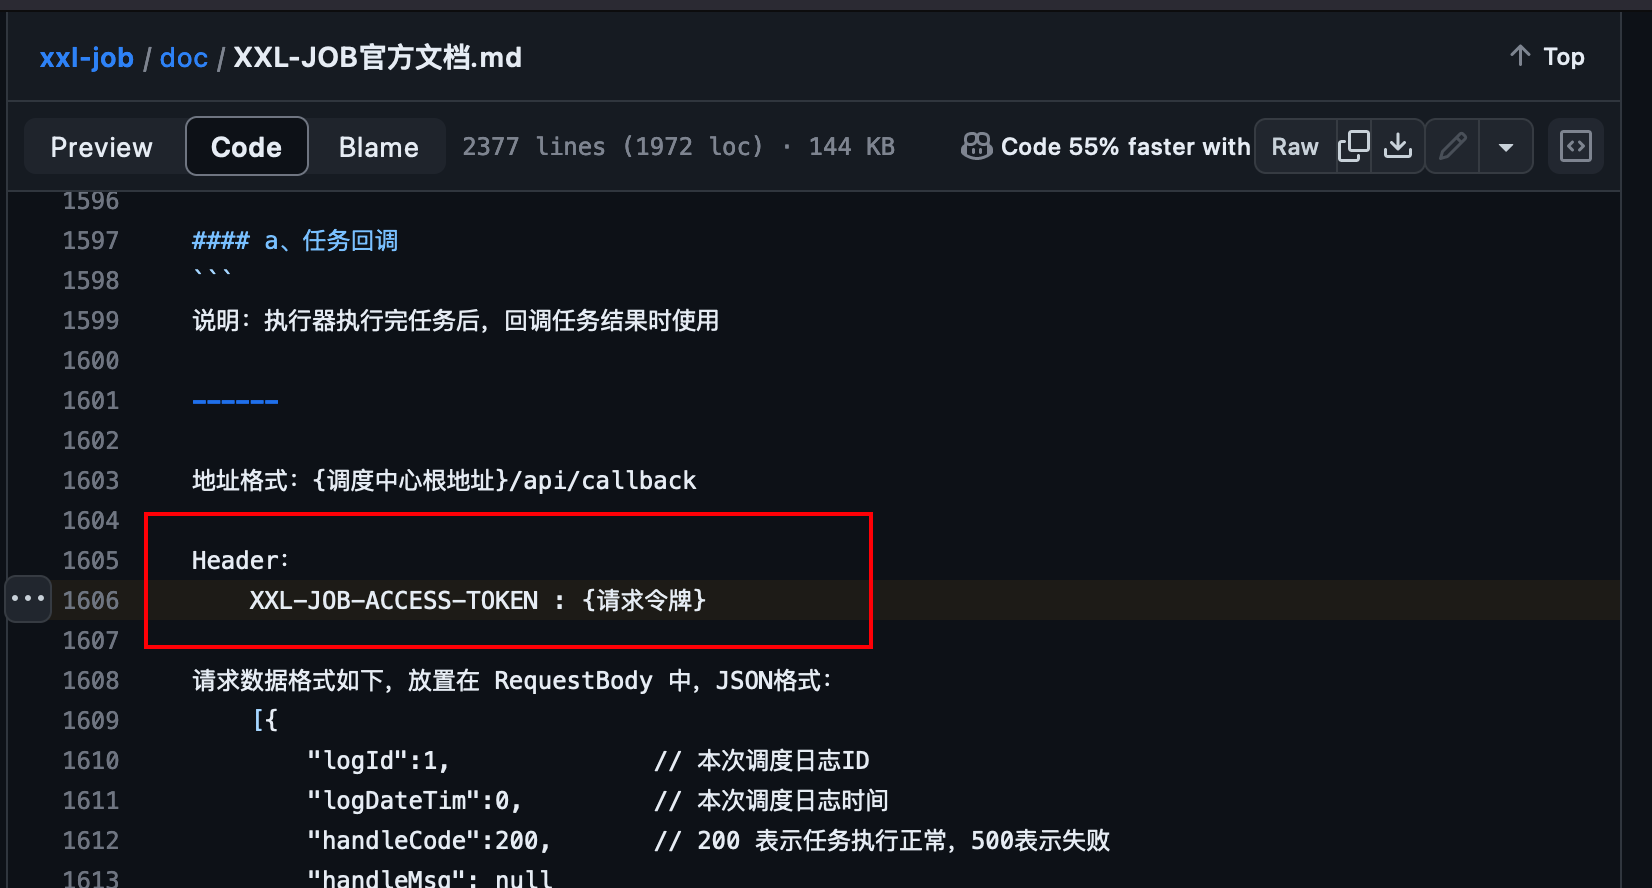 xxl-job / doc / XXL-JOB官方文档.md
Top
Preview Code Blame 2377 lines (1972 loc) · 144 KB Code 55% faster with Raw
1596
1597 #### a、任务回调
1598 ```
1599 说明：执行器执行完任务后，回调任务结果时使用
1600
1601 ------
1602
1603 地址格式：{调度中心根地址}/api/callback
1604
1605 Header：
1606 XXL-JOB-ACCESS-TOKEN : {请求令牌}
1607
1608 请求数据格式如下，放置在 RequestBody 中，JSON格式：
1609 [{
1610 "logId":1, // 本次调度日志ID
1611 "logDateTim":0, // 本次调度日志时间
1612 "handleCode":200, // 200 表示任务执行正常，500表示失败
1613 "handleMsg": null